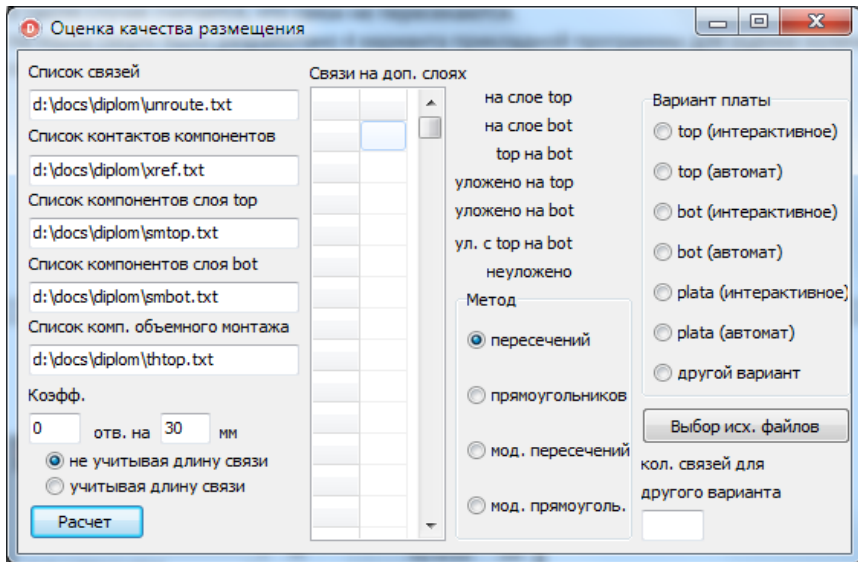 Оценка качества размещения
Список связей
d:\docs\diplom\unroute.txt
Список контактов компонентов
d:\docs\diplom\xref.txt
Список компонентов слоя top
d:\docs\diplom\smtop.txt
Список компонентов слоя bot
d:\docs\diplom\smbot.txt
Список комп. объемного монтажа
d:\docs\diplom\thtop.txt
Коэфф.
0 отв. на 30 мм
не учитывая длину связи
учитывая длину связи
Расчет
Связи на доп. слоях
на слое top
на слое bot
top на bot
уложено на top
уложено на bot
ул. с top на bot
неуложено
Метод
пересечений
прямоугольников
мод. пересечений
мод. прямоуголь.
Вариант платы
top (интерактивное)
top (автомат)
bot (интерактивное)
bot (автомат)
plata (интерактивное)
plata (автомат)
другой вариант
Выбор исх. файлов
кол. связей для
другого варианта